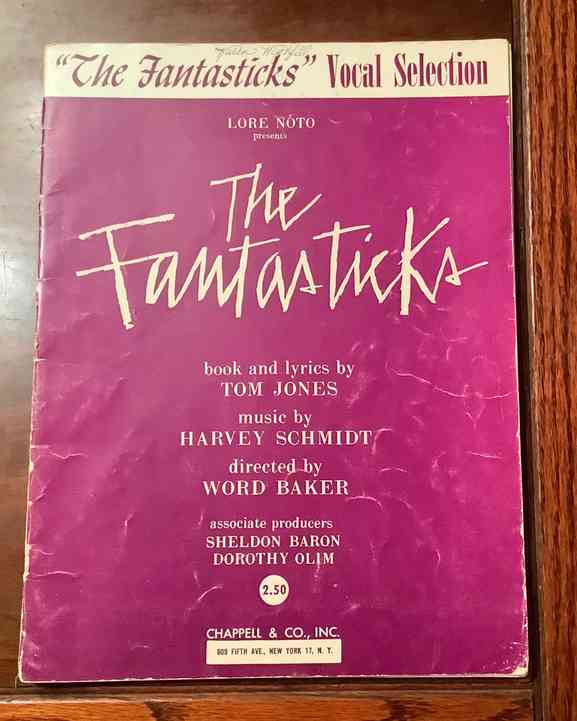 "The Fantasticks" Vocal Selection
LORE NOTO
presents
The
Fantasticks
book and lyrics by
TOM JONES
music by
HARVEY SCHMIDT
directed by
WORD BAKER
associate producers
SHELDON BARON
DOROTHY OLIM
2.50
CHAPPELL & CO., INC.
609 FIFTH AVE., NEW YORK 17, N. Y.